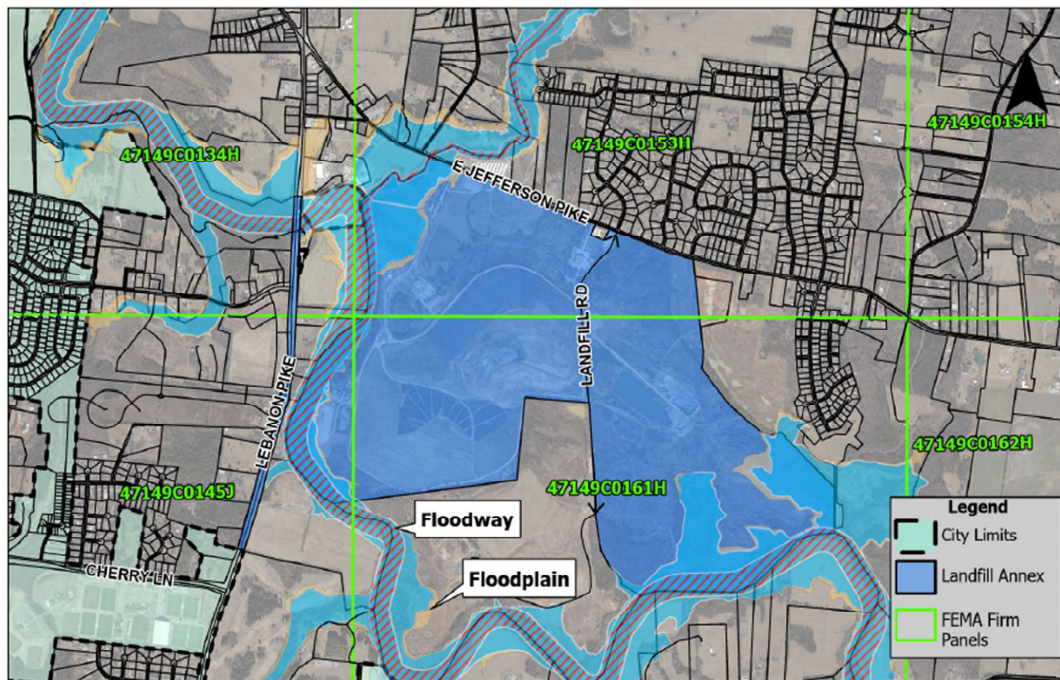 N
47149C0154H
47149C0134H
47149C0153H
E JEFFERSON PIKE
LANDFILL RD
LEBANON PIKE
47149C0162H
47149C0145J
47149C0161H
Floodway
Floodplain
CHERRY LN
Legend
City Limits
Landfill Annex
FEMA Firm
Panels